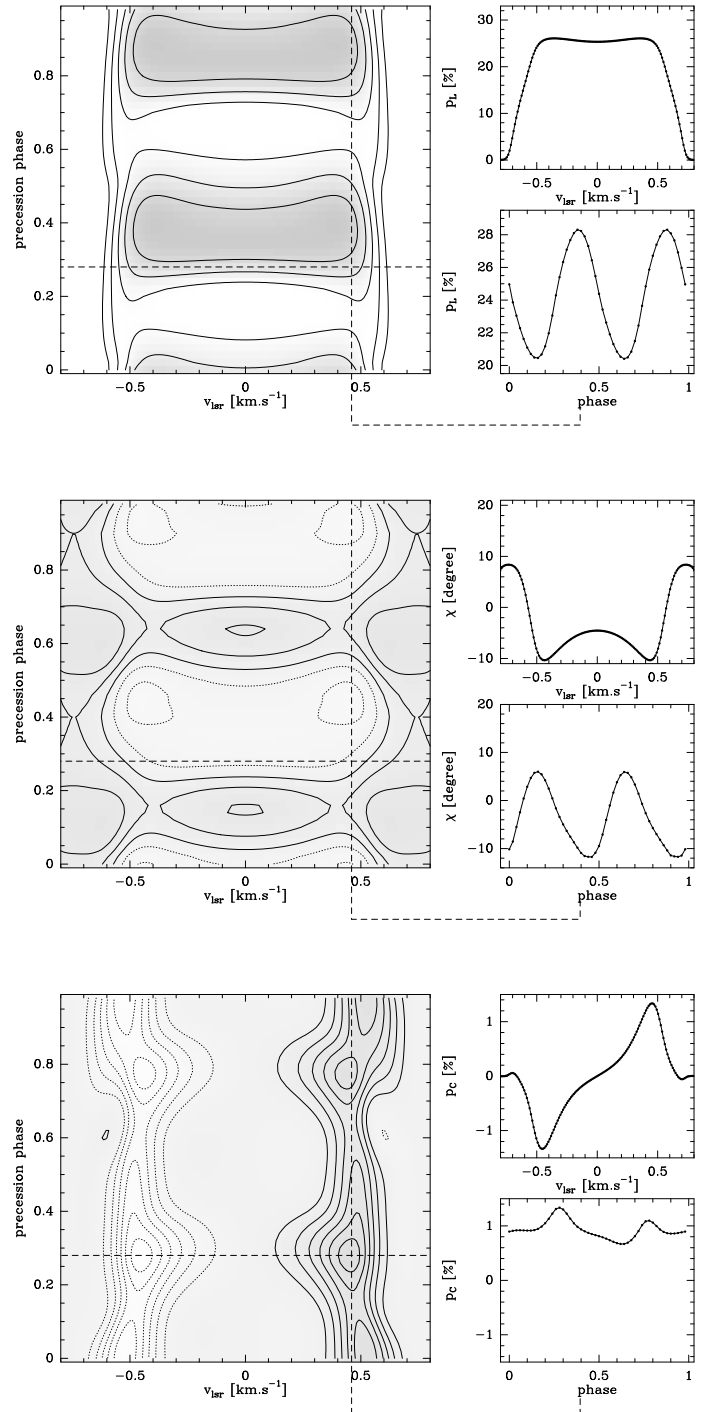 30
20
10
0
p_L [%]
−0.5 0 0.5
v_lsr [km.s⁻¹]
0.8
0.6
0.4
0.2
0
precession phase
−0.5 0 0.5
v_lsr [km.s⁻¹]
28
26
24
22
20
p_L [%]
0 0.5 1
phase
20
10
0
−10
χ [degree]
−0.5 0 0.5
v_lsr [km.s⁻¹]
0.8
0.6
0.4
0.2
0
precession phase
−0.5 0 0.5
v_lsr [km.s⁻¹]
20
10
0
−10
χ [degree]
0 0.5 1
phase
1
0
−1
p_C [%]
−0.5 0 0.5
v_lsr [km.s⁻¹]
0.8
0.6
0.4
0.2
0
precession phase
−0.5 0 0.5
v_lsr [km.s⁻¹]
1
0
−1
p_C [%]
0 0.5 1
phase